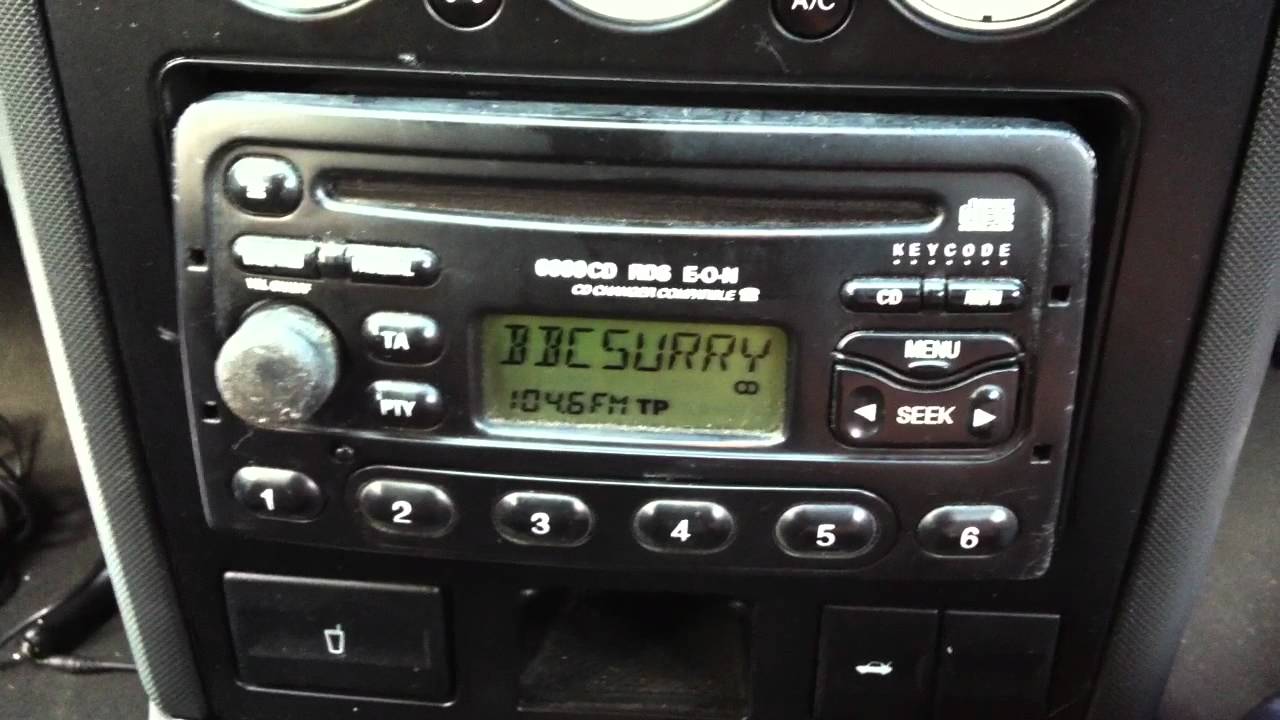 A/C
KEYCODE
6000CD RDS E·O·N
CD CHANGER COMPATIBLE
CD
TA
BBCSURRY
MENU
PTY
104.6FM TP
◀ SEEK ▶
1 2 3 4 5 6